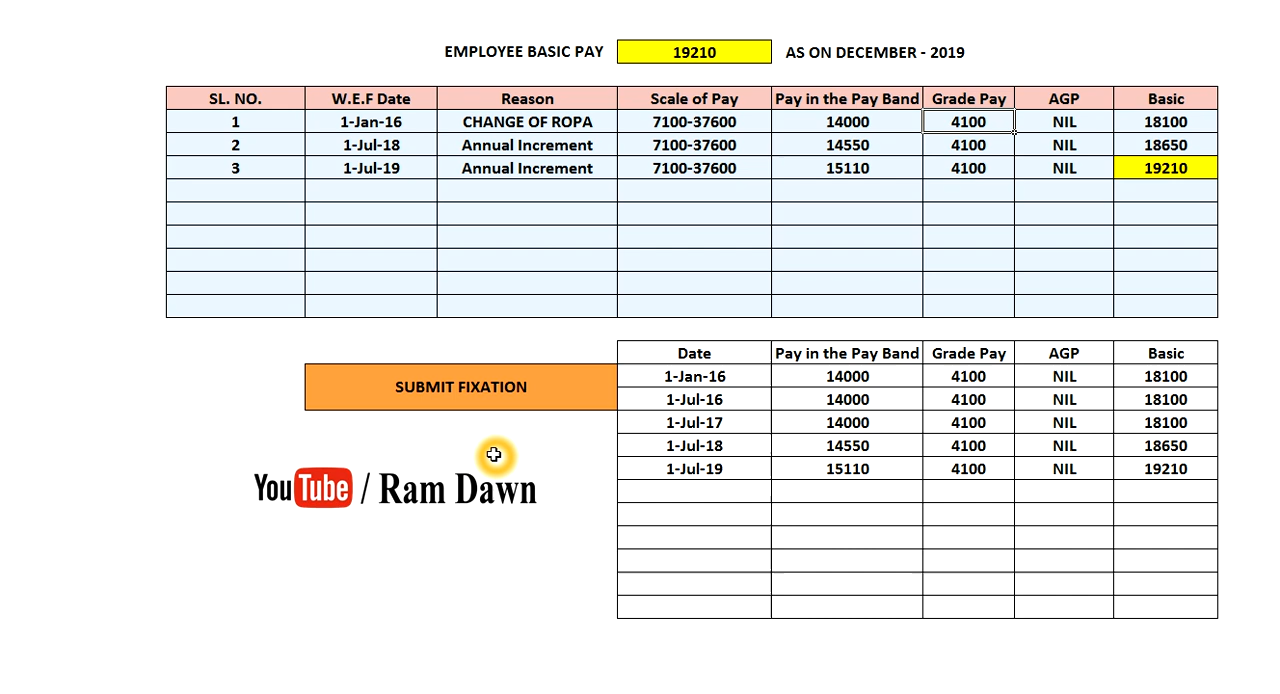 EMPLOYEE BASIC PAY 19210 AS ON DECEMBER - 2019
SL. NO. W.E.F Date Reason Scale of Pay Pay in the Pay Band Grade Pay AGP Basic
1 1-Jan-16 CHANGE OF ROPA 7100-37600 14000 4100 NIL 18100
2 1-Jul-18 Annual Increment 7100-37600 14550 4100 NIL 18650
3 1-Jul-19 Annual Increment 7100-37600 15110 4100 NIL 19210
Date Pay in the Pay Band Grade Pay AGP Basic
1-Jan-16 14000 4100 NIL 18100
SUBMIT FIXATION
1-Jul-16 14000 4100 NIL 18100
1-Jul-17 14000 4100 NIL 18100
1-Jul-18 14550 4100 NIL 18650
1-Jul-19 15110 4100 NIL 19210
YouTube / Ram Dawn